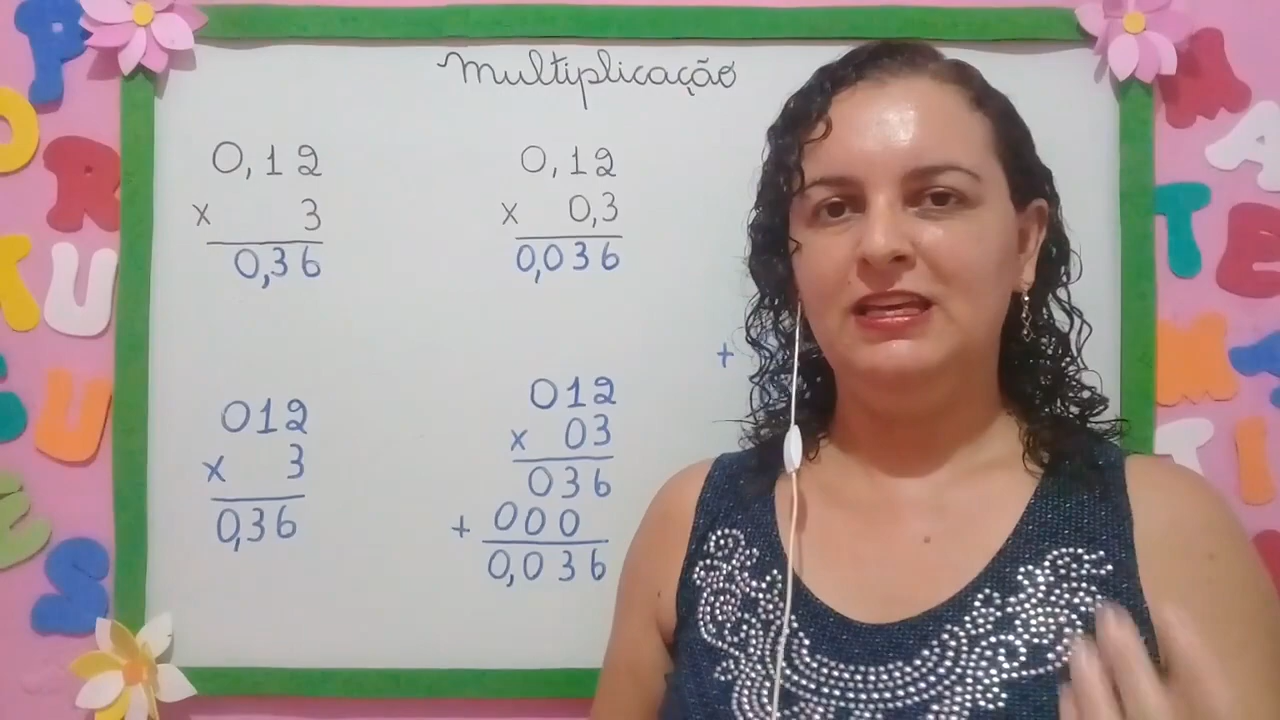 Multiplicação
0,12
x 3
0,36
0,12
x 0,3
0,036
+
012
x 3
0,36
012
x 03
036
+ 000
0,036